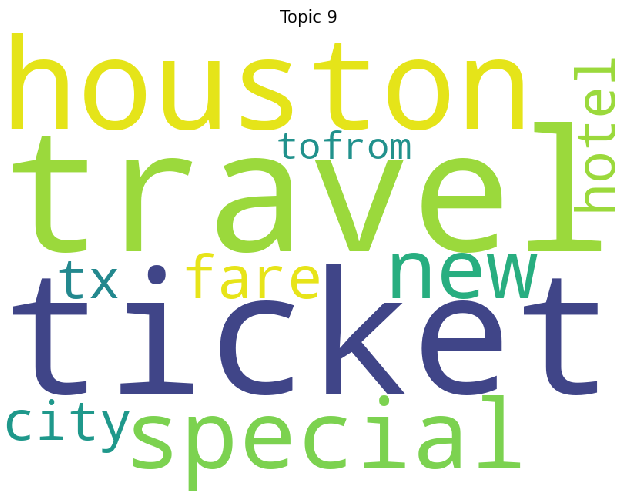 Topic 9
houston
hotel
tofrom
travel
tx
fare
new
ticket
city
special